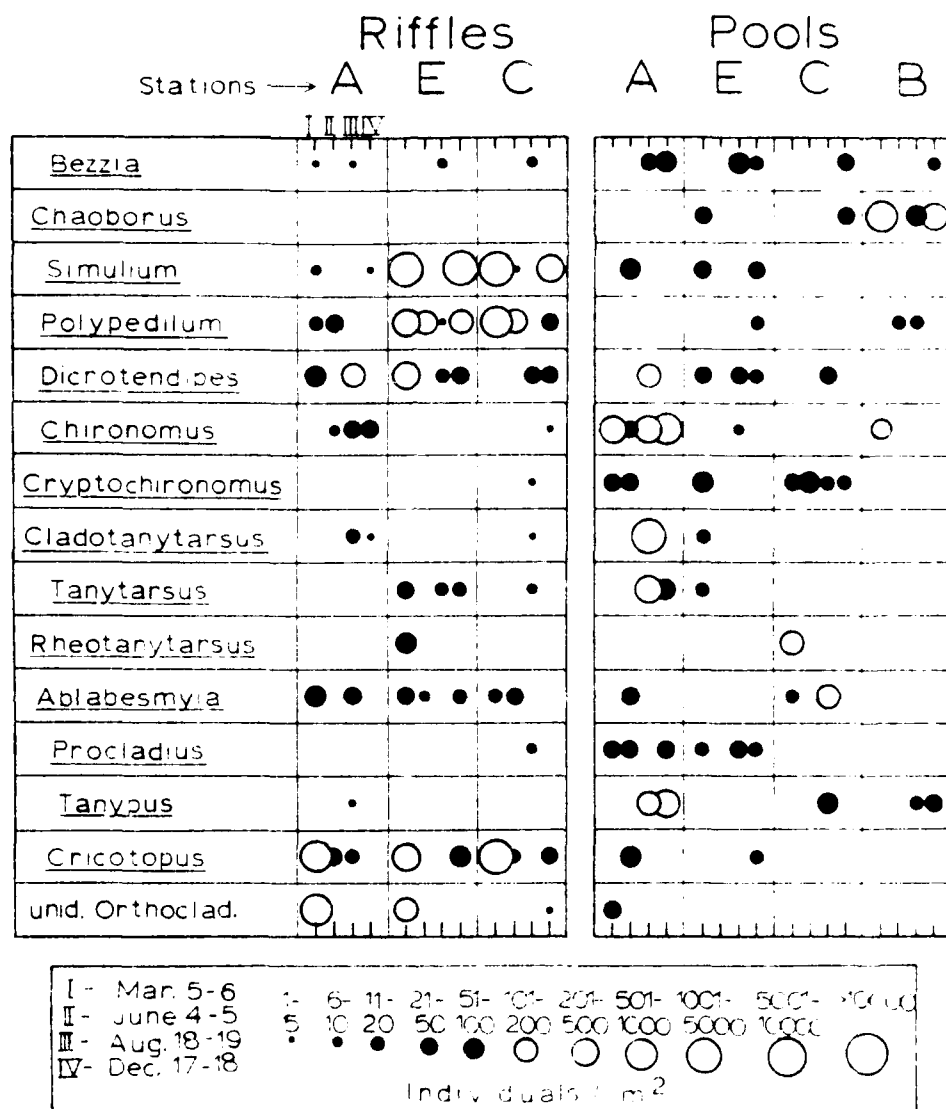 Riffles Pools
Stations → A E C A E C B
I II III IV
Bezzia
Chaoborus
Simulium
Polypedilum
Dicrotendipes
Chironomus
Cryptochironomus
Cladotanytarsus
Tanytarsus
Rheotanytarsus
Ablabesmyia
Procladius
Tanypus
Cricotopus
unid. Orthoclad.
I - Mar. 5-6 1- 6- 11- 21- 51- 101- 201- 501- 1001- 5001-
II - June 4-5 5 10 20 50 100 200 500 1000 5000 10000
III - Aug. 18-19
IV - Dec. 17-18
Individuals / m²